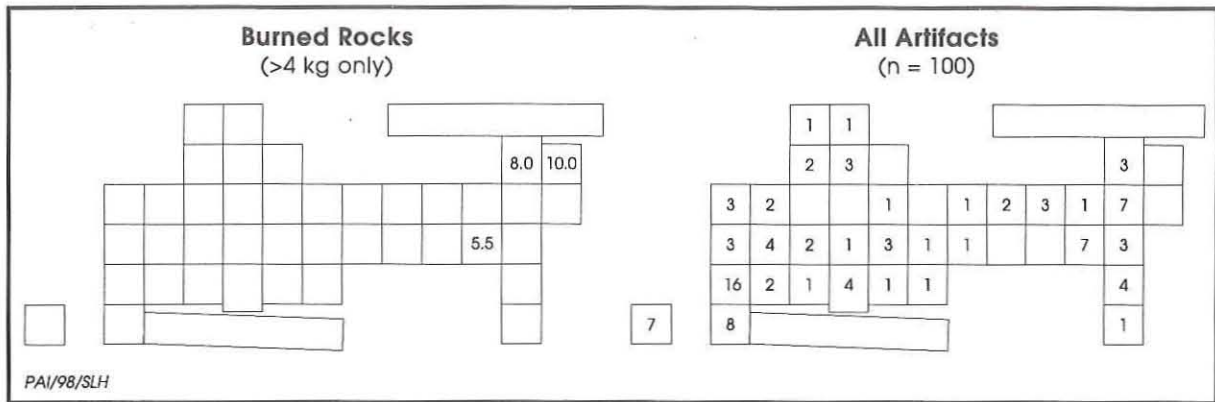 Burned Rocks
(>4 kg only)
8.0 10.0
5.5
PAI/98/SLH
All Artifacts
(n = 100)
1 1
2 3 3
3 2 1 1 2 3 1 7
3 4 2 1 3 1 1 7 3
16 2 1 4 1 1 4
7 8 1